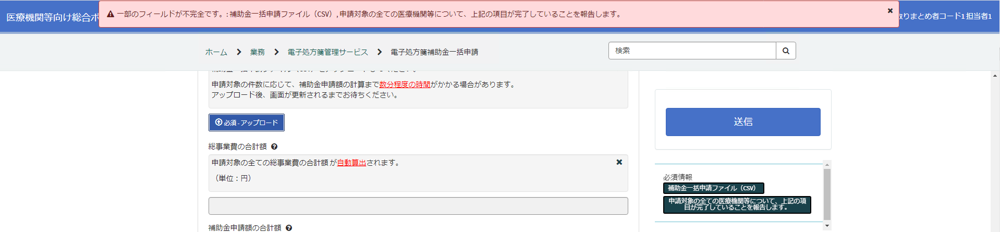 医療機関等向け総合ポ
一部のフィールドが不完全です。: 補助金一括申請ファイル（CSV）, 申請対象の全ての医療機関等について、上記の項目が完了していることを報告します。
りまとめ者コード1 担当者1
ホーム
業務
電子処方箋管理サービス
電子処方箋補助金一括申請
検索
申請対象の件数に応じて、補助金申請額の計算まで数分程度の時間がかかる場合があります。
アップロード後、画面が更新されるまでお待ちください。
必須 - アップロード
総事業費の合計額
申請対象の全ての総事業費の合計額 が自動算出されます。
（単位：円）
補助金申請額の合計額
送信
必須情報
補助金一括申請ファイル（CSV）
申請対象の全ての医療機関等について、上記の項
目が完了していることを報告します。